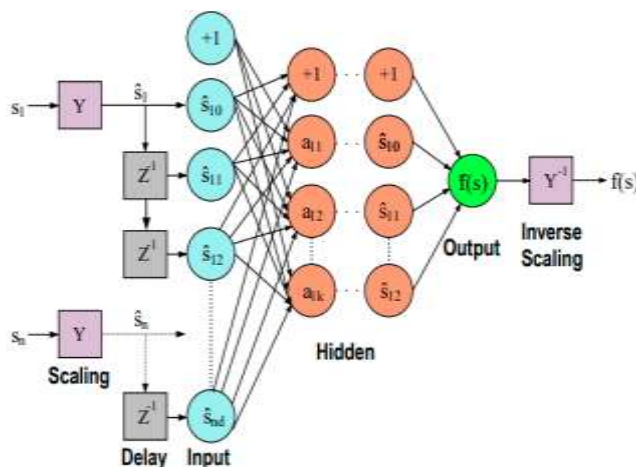 +1
s₁ Y ŝ₁ ŝ₁₀ +1 +1
Z⁻¹ ŝ₁₁ a₁₁ ŝ₁₀
f(s) Y⁻¹ f(s)
Z⁻¹ ŝ₁₂ a₁₂ ŝ₁₁
Output Inverse
Scaling
a₁ₖ ŝ₁₂
sₙ Y ŝₙ
Hidden
Scaling
Z⁻¹ ŝₙd
Delay Input